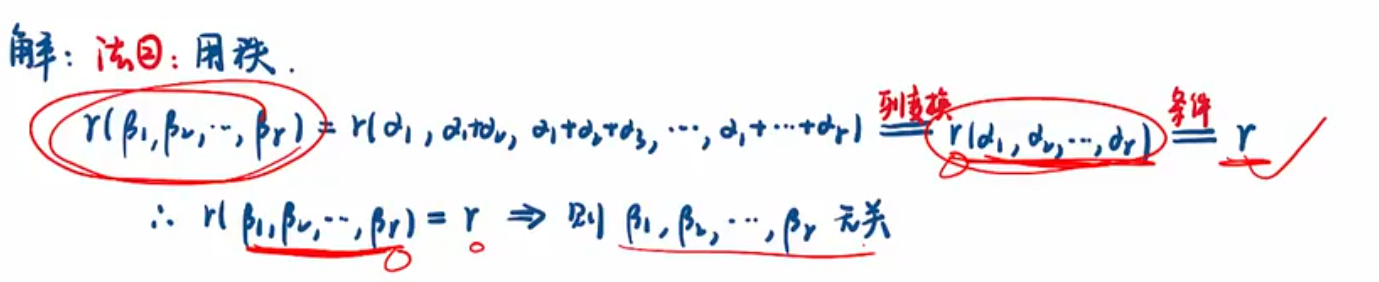 解: 法②: 用秩.
r(β₁,β₂,…,βᵣ) = r(α₁, α₁+α₂, α₁+α₂+α₃, …, α₁+…+αᵣ) 列变换== r(α₁,α₂,…,αᵣ) 条件== r
∴ r(β₁,β₂,…,βᵣ) = r ⇒ 则 β₁,β₂,…,βᵣ 无关